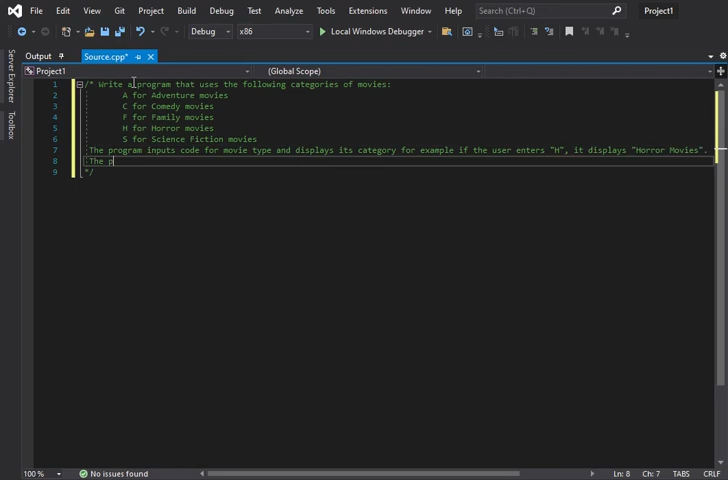 File Edit View Git Project Build Debug Test Analyze Tools Extensions Window Help Search (Ctrl+Q) Project1
Debug x86 Local Windows Debugger
Server Explorer
Toolbox
Output Source.cpp*
Project1 (Global Scope)
1 /* Write a program that uses the following categories of movies:
2 A for Adventure movies
3 C for Comedy movies
4 F for Family movies
5 H for Horror movies
6 S for Science Fiction movies
7 The program inputs code for movie type and displays its category for example if the user enters "H", it displays "Horror Movies".
8 The p
9 */
100 % No issues found Ln: 8 Ch: 7 TABS CRLF